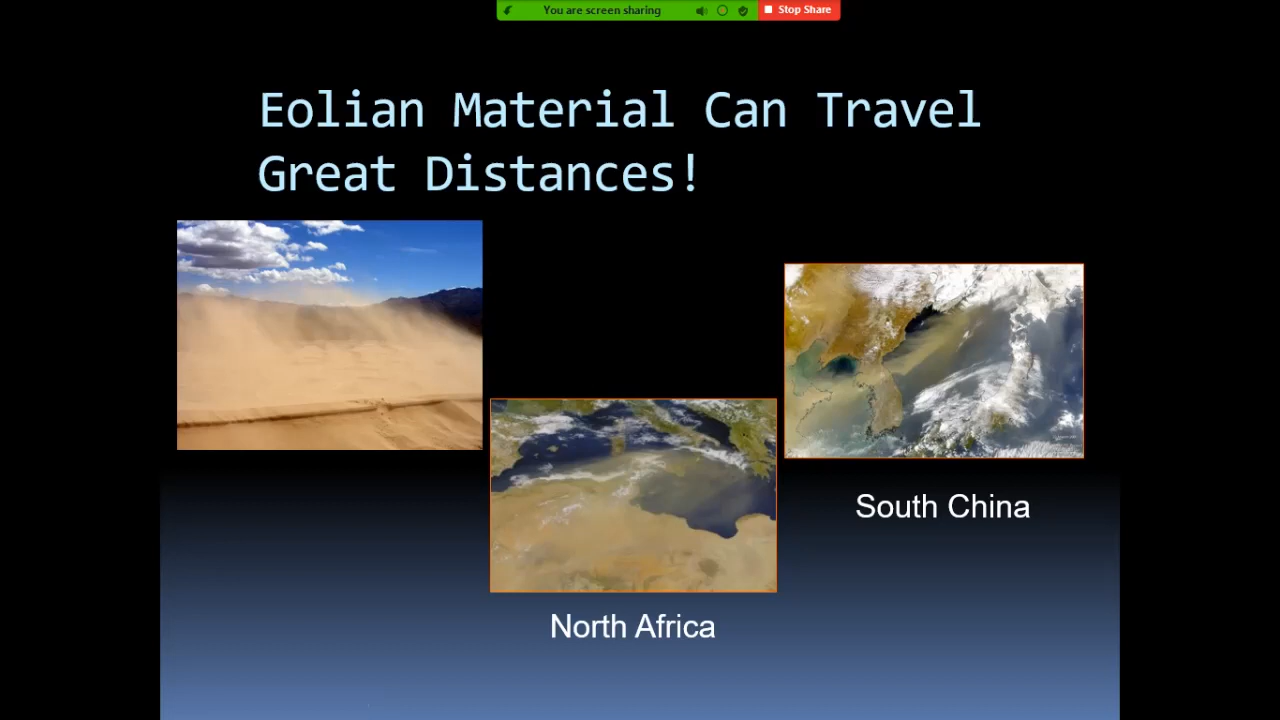 You are screen sharing
Stop Share
Eolian Material Can Travel
Great Distances!
South China
North Africa